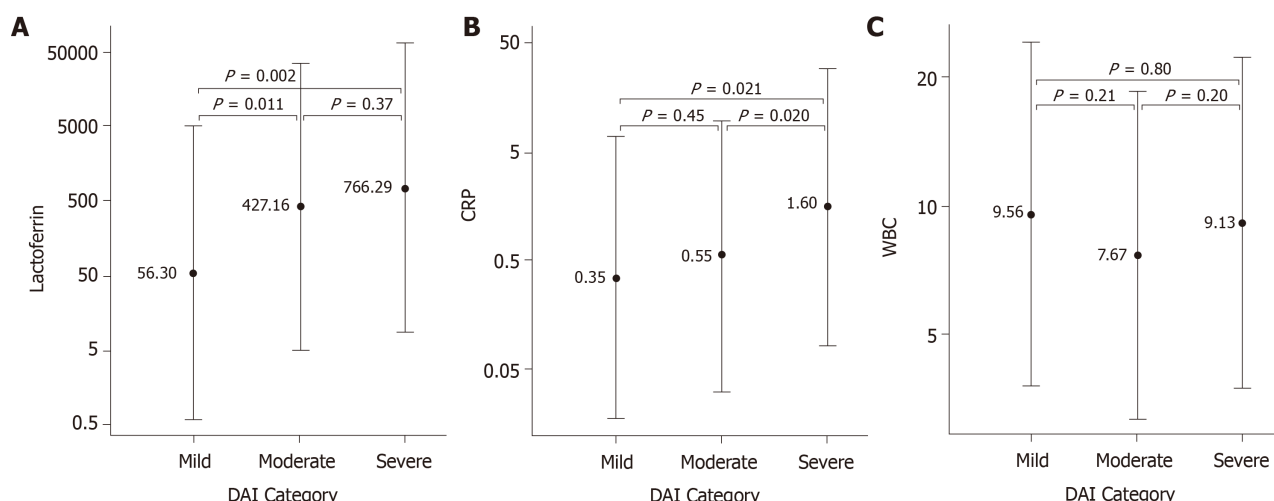 A
50000
5000
500
50
5
0.5
Lactoferrin
P = 0.002
P = 0.011
P = 0.37
56.30
427.16
766.29
Mild
Moderate
Severe
DAI Category
B
50
5
0.5
0.05
CRP
P = 0.021
P = 0.45
P = 0.020
0.35
0.55
1.60
Mild
Moderate
Severe
DAI Category
C
20
10
5
WBC
P = 0.80
P = 0.21
P = 0.20
9.56
7.67
9.13
Mild
Moderate
Severe
DAI Category